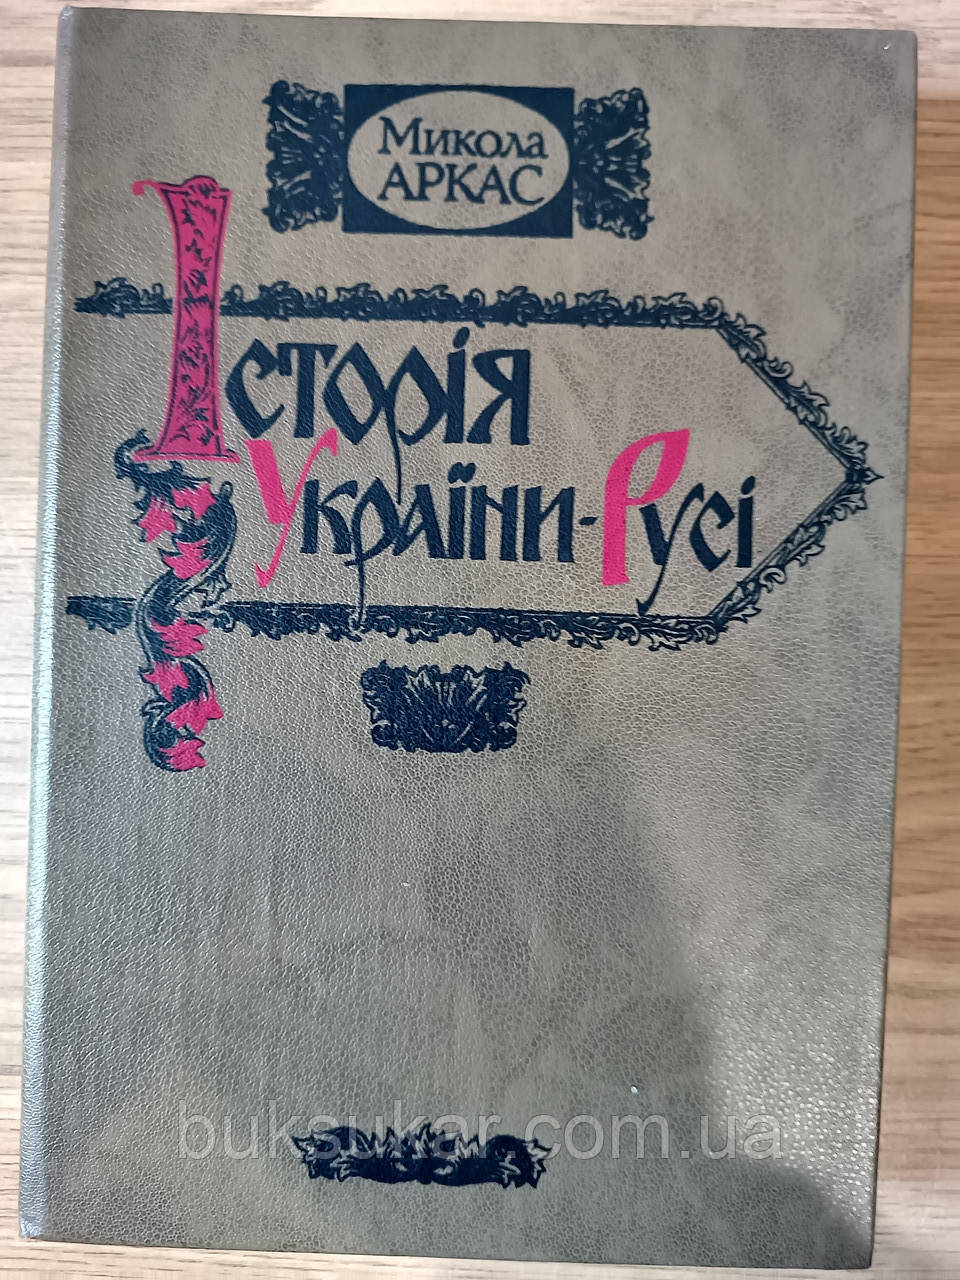 Микола
АРКАС
Історія
України-Русі
buksukar.com.ua